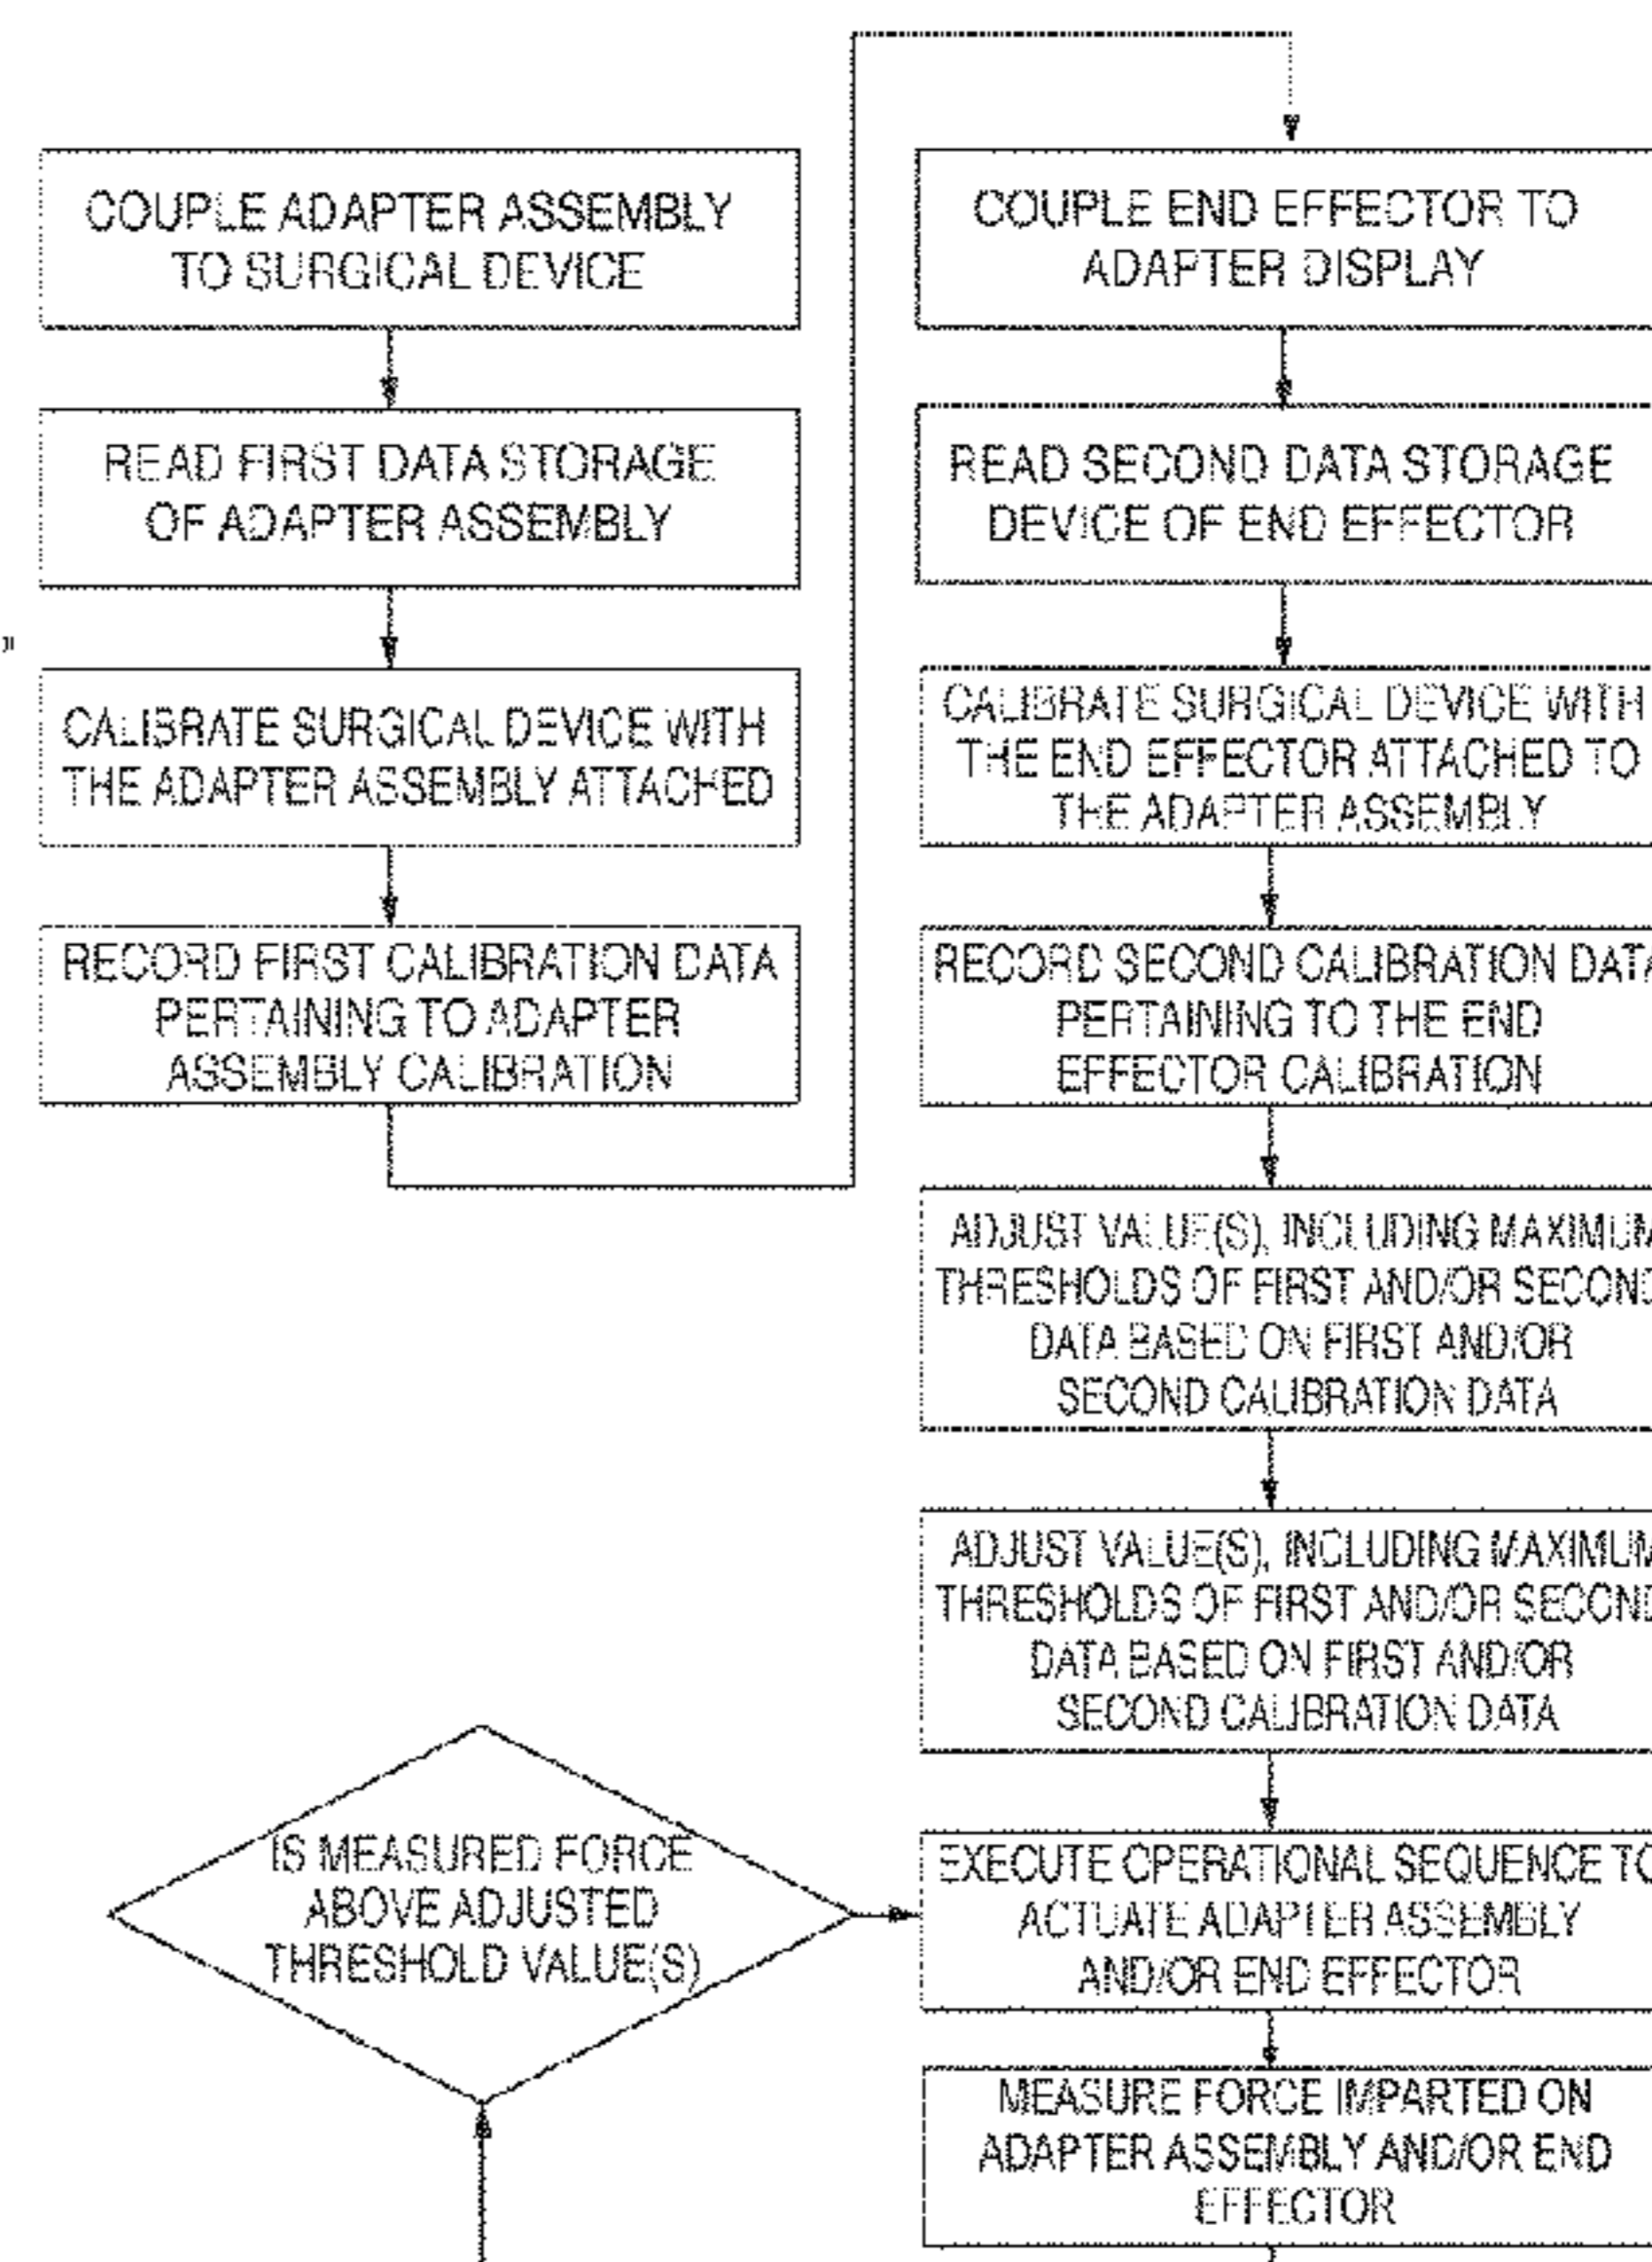 COUPLE ADAPTER ASSEMBLY
TO SURGICAL DEVICE
READ FIRST DATA STORAGE
OF ADAPTER ASSEMBLY
CALIBRATE SURGICAL DEVICE WITH
THE ADAPTER ASSEMBLY ATTACHED
RECORD FIRST CALIBRATION DATA
PERTAINING TO ADAPTER
ASSEMBLY CALIBRATION
COUPLE END EFFECTOR TO
ADAPTER DISPLAY
READ SECOND DATA STORAGE
DEVICE OF END EFFECTOR
CALIBRATE SURGICAL DEVICE WITH
THE END EFFECTOR ATTACHED TO
THE ADAPTER ASSEMBLY
RECORD SECOND CALIBRATION DATA
PERTAINING TO THE END
EFFECTOR CALIBRATION
ADJUST VALUE(S), INCLUDING MAXIMUM
THRESHOLDS OF FIRST AND/OR SECOND
DATA BASED ON FIRST AND/OR
SECOND CALIBRATION DATA
ADJUST VALUE(S), INCLUDING MAXIMUM
THRESHOLDS OF FIRST AND/OR SECOND
DATA BASED ON FIRST AND/OR
SECOND CALIBRATION DATA
EXECUTE OPERATIONAL SEQUENCE TO
ACTUATE ADAPTER ASSEMBLY
AND/OR END EFFECTOR
MEASURE FORCE IMPARTED ON
ADAPTER ASSEMBLY AND/OR END
EFFECTOR
IS MEASURED FORCE
ABOVE ADJUSTED
THRESHOLD VALUE(S)